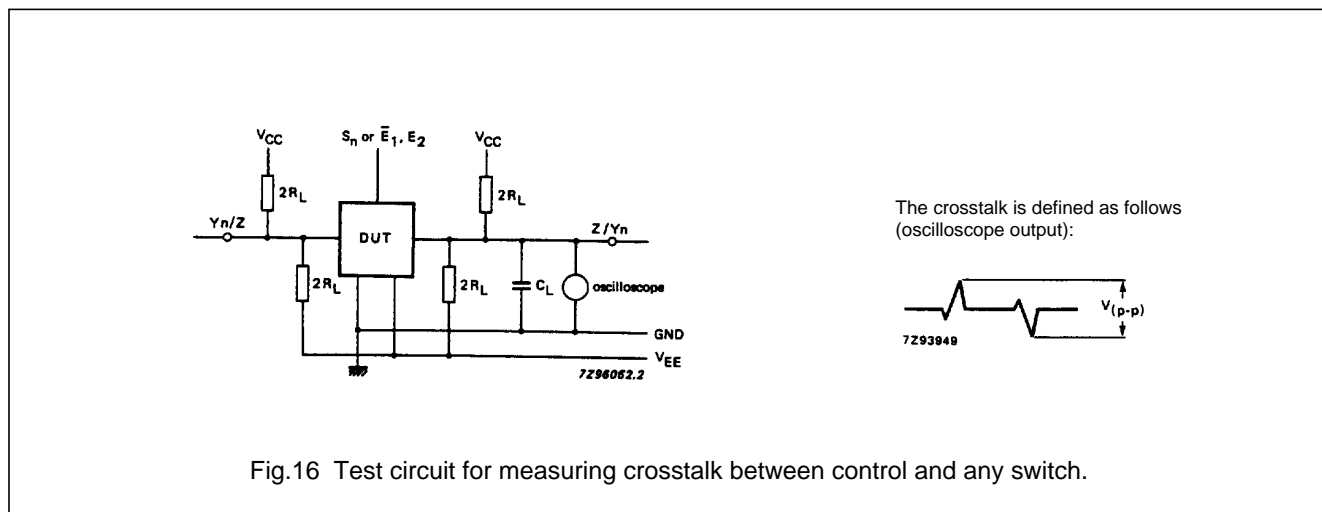 V_CC
S_n or E̅_1, E_2
V_CC
2R_L
2R_L
Yn/Z
DUT
Z/Yn
2R_L
2R_L
C_L
oscilloscope
GND
V_EE
7Z96062.2
The crosstalk is defined as follows
(oscilloscope output):
V_(p-p)
7Z93949
Fig.16 Test circuit for measuring crosstalk between control and any switch.